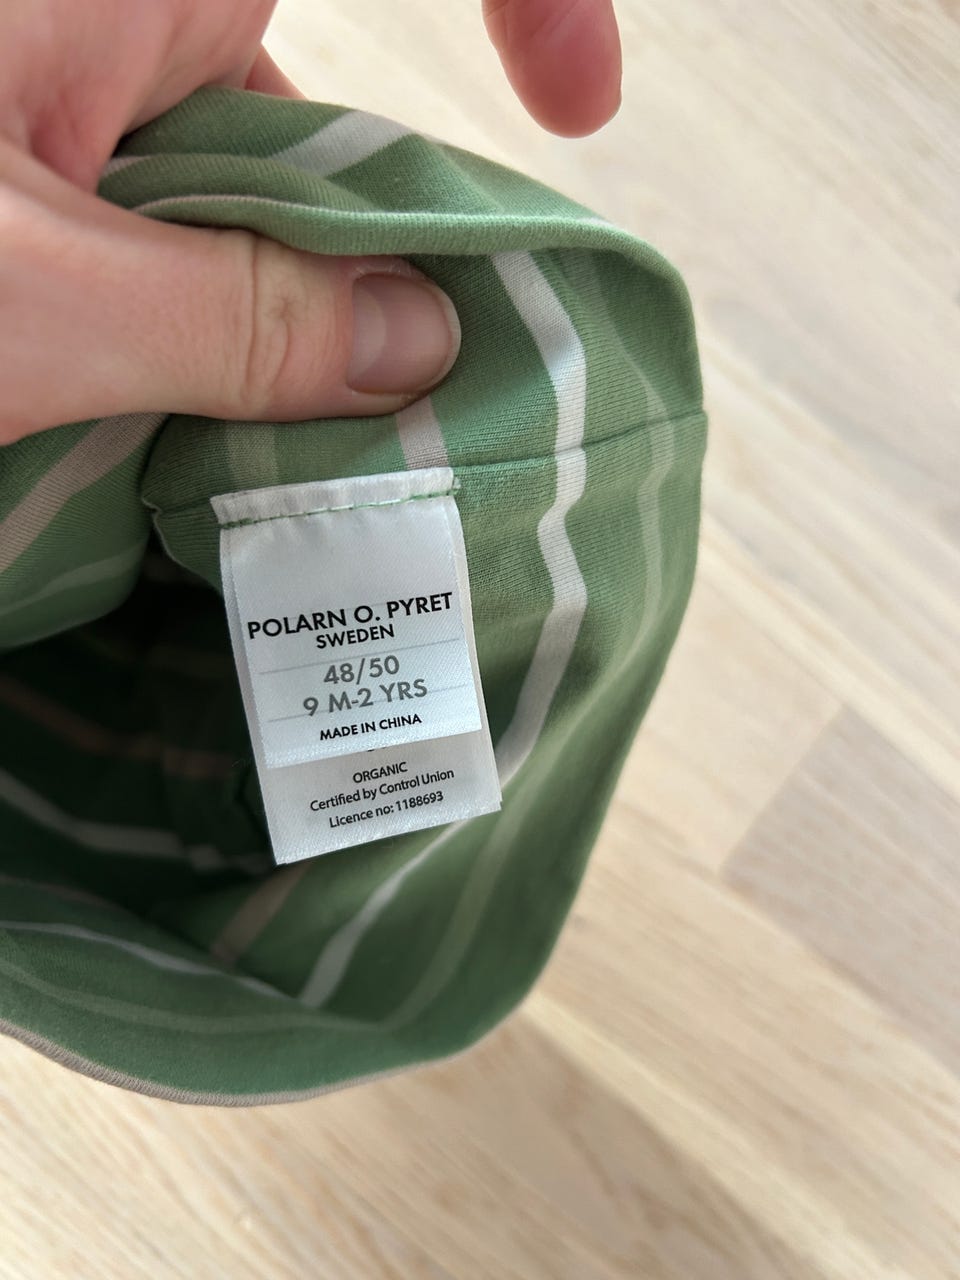 POLARN O. PYRET
SWEDEN
48/50
9 M-2 YRS
MADE IN CHINA
ORGANIC
Certified by Control Union
Licence no: 1188693